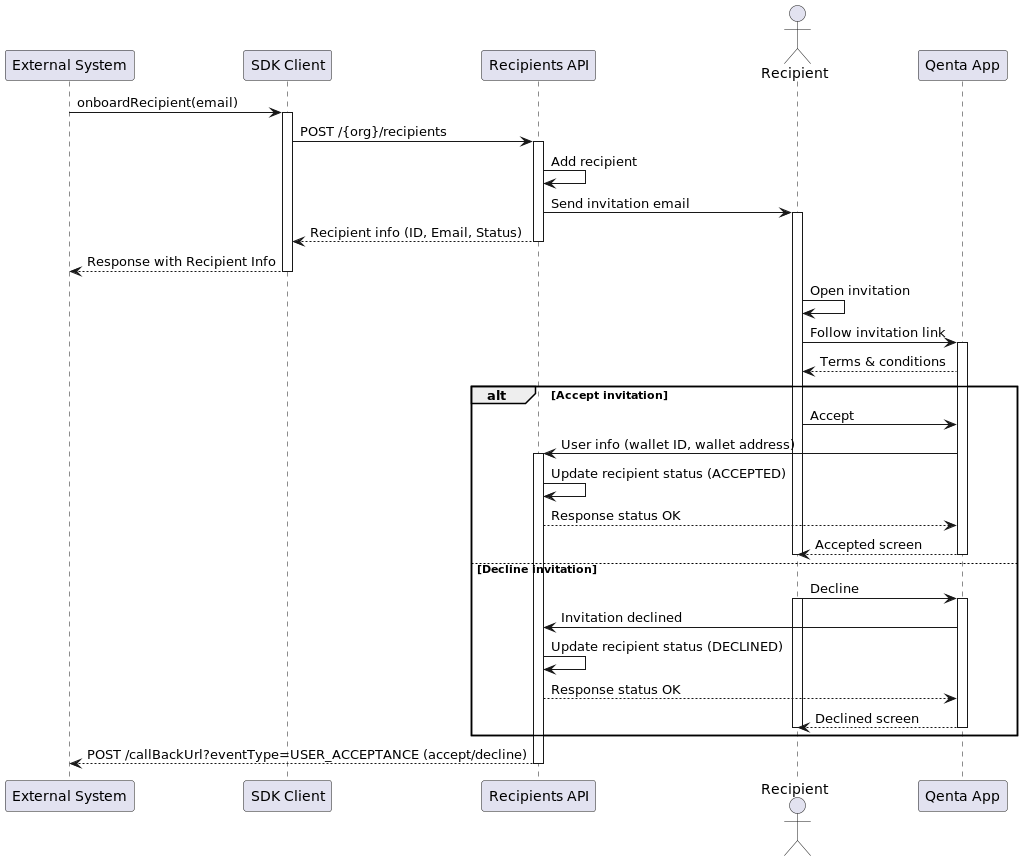 Recipient
External System
SDK Client
Recipients API
Qenta App
onboardRecipient(email)
POST /{org}/recipients
Add recipient
Send invitation email
Recipient info (ID, Email, Status)
Response with Recipient Info
Open invitation
Follow invitation link
Terms & conditions
alt
[Accept invitation]
Accept
User info (wallet ID, wallet address)
Update recipient status (ACCEPTED)
Response status OK
Accepted screen
[Decline invitation]
Decline
Invitation declined
Update recipient status (DECLINED)
Response status OK
Declined screen
POST /callBackUrl?eventType=USER_ACCEPTANCE (accept/decline)
External System
SDK Client
Recipients API
Recipient
Qenta App